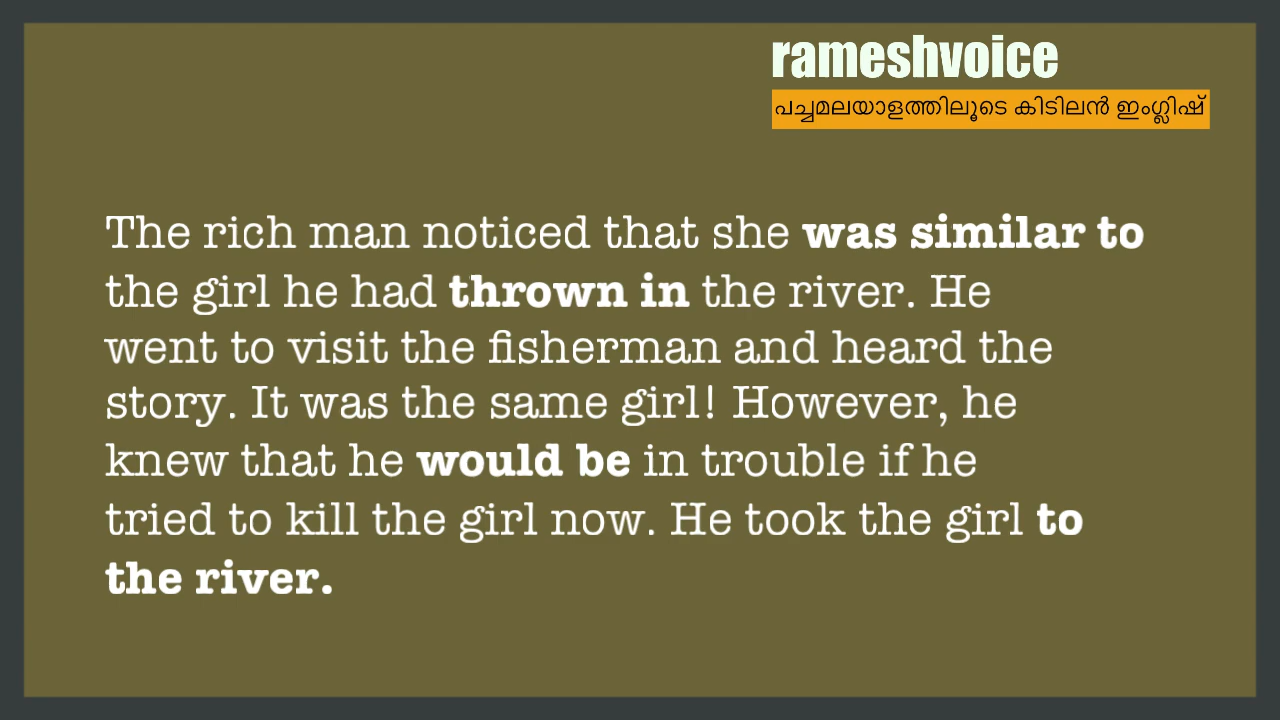 rameshvoice
പച്ചമലയാളത്തിലൂടെ കിടിലൻ ഇംഗ്ലിഷ്
The rich man noticed that she was similar to
the girl he had thrown in the river. He
went to visit the fisherman and heard the
story. It was the same girl! However, he
knew that he would be in trouble if he
tried to kill the girl now. He took the girl to
the river.